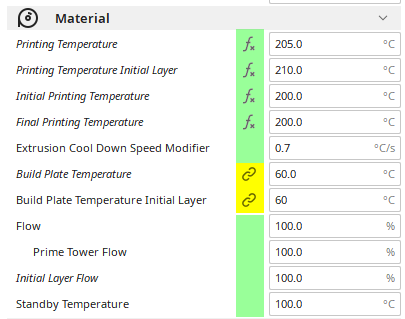 Material
Printing Temperature 205.0 °C
Printing Temperature Initial Layer 210.0 °C
Initial Printing Temperature 200.0 °C
Final Printing Temperature 200.0 °C
Extrusion Cool Down Speed Modifier 0.7 °C/s
Build Plate Temperature 60.0 °C
Build Plate Temperature Initial Layer 60 °C
Flow 100.0 %
Prime Tower Flow 100.0 %
Initial Layer Flow 100.0 %
Standby Temperature 100.0 °C